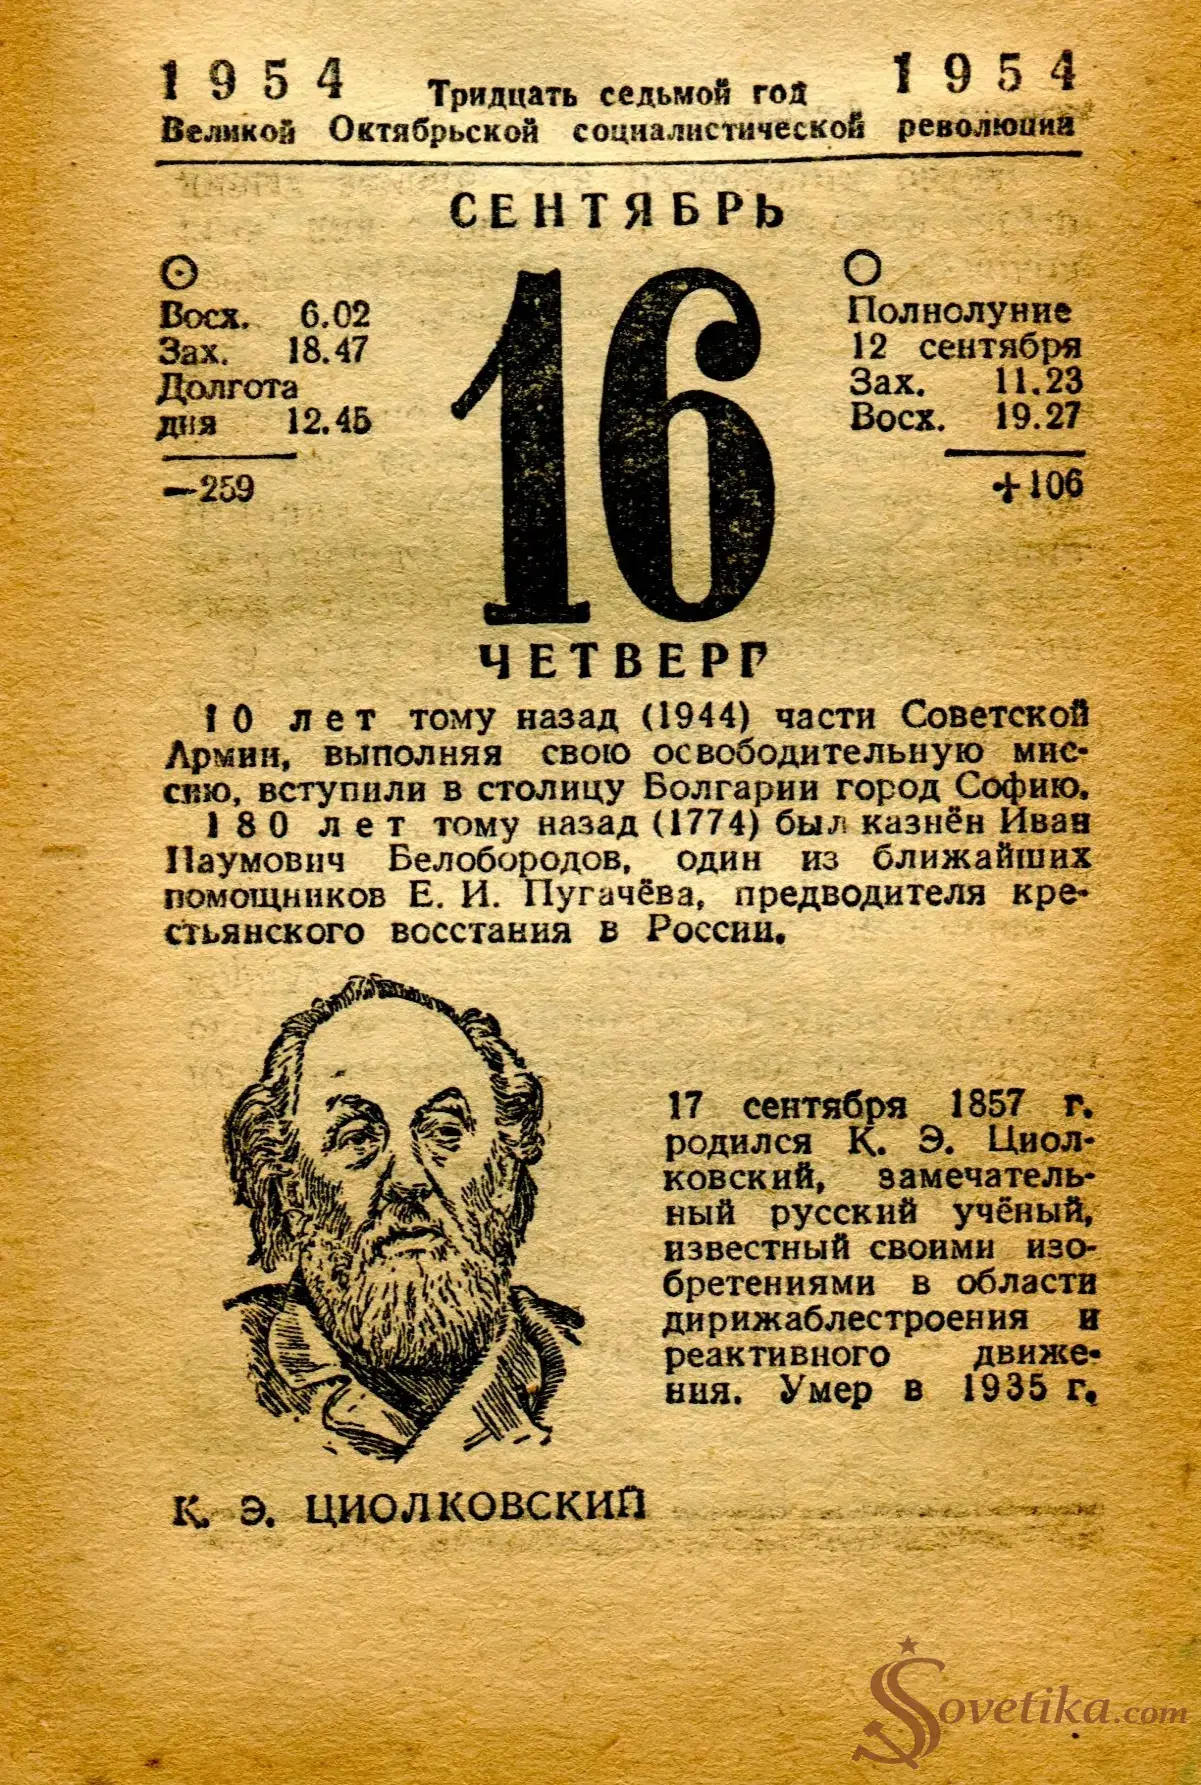 1954 1954
Тридцать седьмой год
Великой Октябрьской социалистической революции
СЕНТЯБРЬ
Восх. 6.02
Зах. 18.47
Долгота
дня 12.45
—259
16
Полнолуние
12 сентября
Зах. 11.23
Восх. 19.27
+106
ЧЕТВЕРГ
10 лет тому назад (1944) части Советской
Армии, выполняя свою освободительную мис-
сию, вступили в столицу Болгарии город Софию.
180 лет тому назад (1774) был казнён Иван
Наумович Белобородов, один из ближайших
помощников Е. И. Пугачёва, предводителя кре-
стьянского восстания в России.
17 сентября 1857 г.
родился К. Э. Циол-
ковский, замечатель-
ный русский учёный,
известный своими изо-
бретениями в области
дирижаблестроения и
реактивного движе-
ния. Умер в 1935 г.
К. Э. ЦИОЛКОВСКИЙ
Sovetika.com